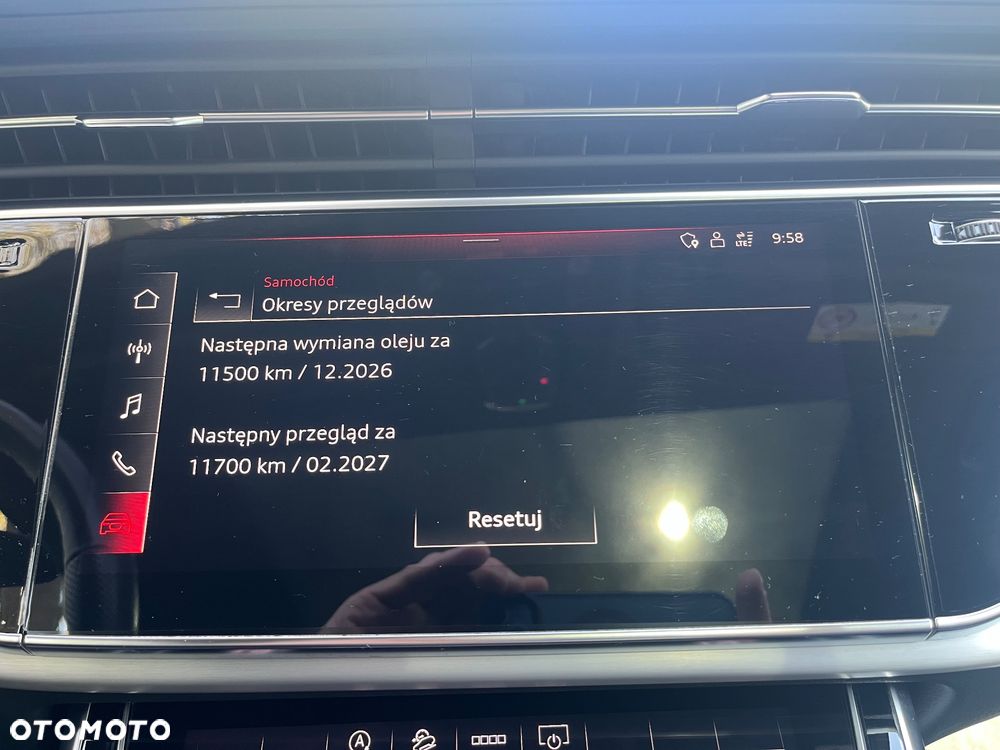 LTE
9:58
Samochód
Okresy przeglądów
Następna wymiana oleju za
11500 km / 12.2026
Następny przegląd za
11700 km / 02.2027
Resetuj
A
OTOMOTO